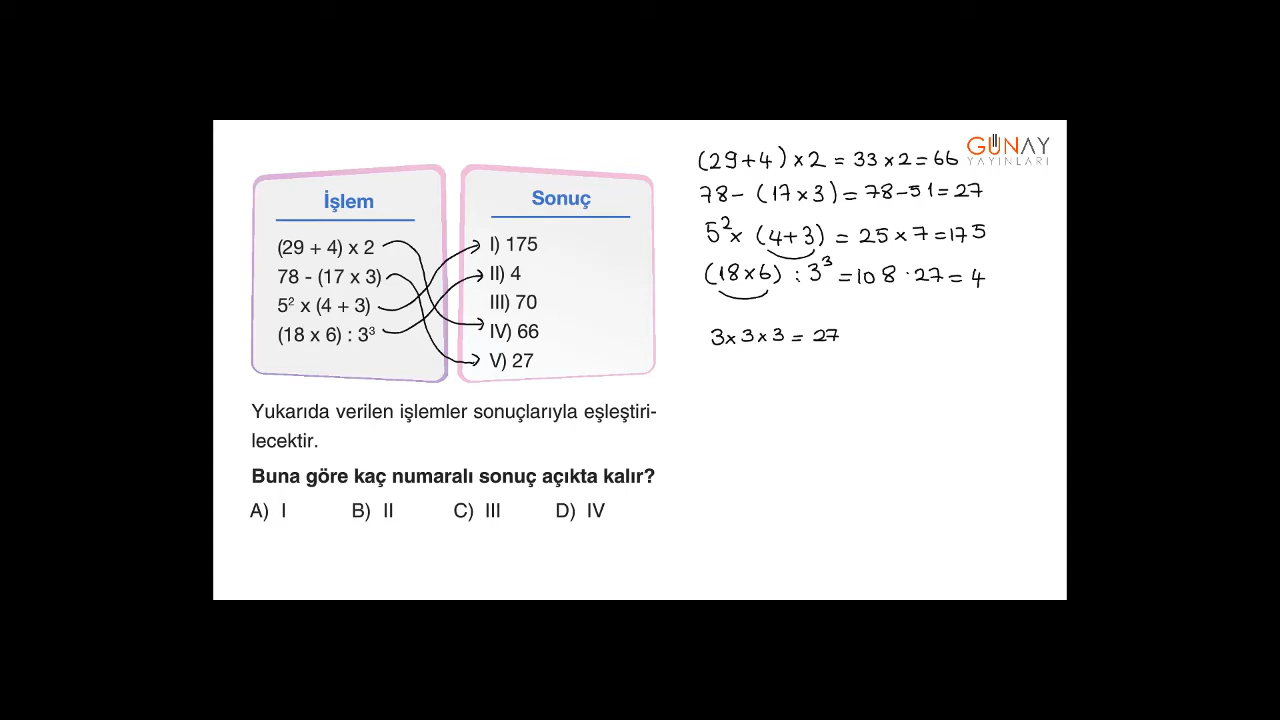 GÜNAY
YAYINLARI
İşlem
(29 + 4) x 2
78 - (17 x 3)
5² x (4 + 3)
(18 x 6) : 3³
Sonuç
I) 175
II) 4
III) 70
IV) 66
V) 27
Yukarıda verilen işlemler sonuçlarıyla eşleştiri-
lecektir.
Buna göre kaç numaralı sonuç açıkta kalır?
A) I B) II C) III D) IV
(29+4) x 2 = 33 x 2 = 66
78 - (17 x 3) = 78 - 51 = 27
5² x (4+3) = 25 x 7 = 175
(18 x 6) : 3³ = 108 · 27 = 4
3 x 3 x 3 = 27